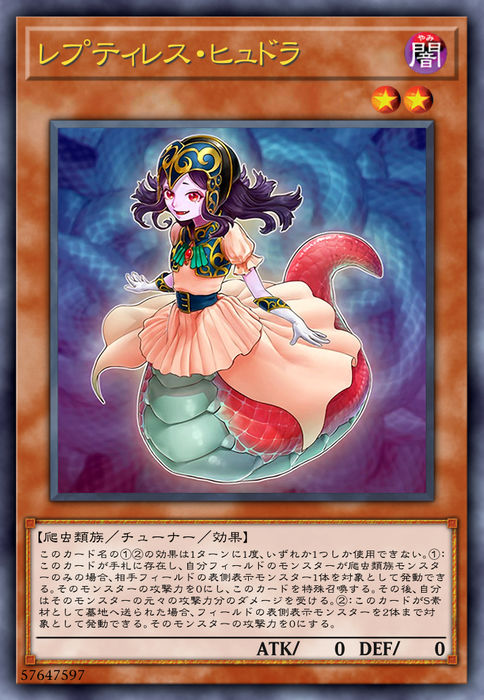 レプティレス・ヒュドラ
やみ
闇
【爬虫類族／チューナー／効果】
このカード名の①②の効果は1ターンに1度、いずれか1つしか使用できない。①:
このカードが手札に存在し、自分フィールドのモンスターが爬虫類族モンスタ
ーのみの場合、相手フィールドの表側表示モンスター1体を対象として発動でき
る。そのモンスターの攻撃力を0にし、このカードを特殊召喚する。その後、自分
はそのモンスターの元々の攻撃力分のダメージを受ける。②:このカードがS素
材として墓地へ送られた場合、フィールドの表側表示モンスターを2体まで対
象として発動できる。そのモンスターの攻撃力を0にする。
ATK/ 0 DEF/ 0
57647597